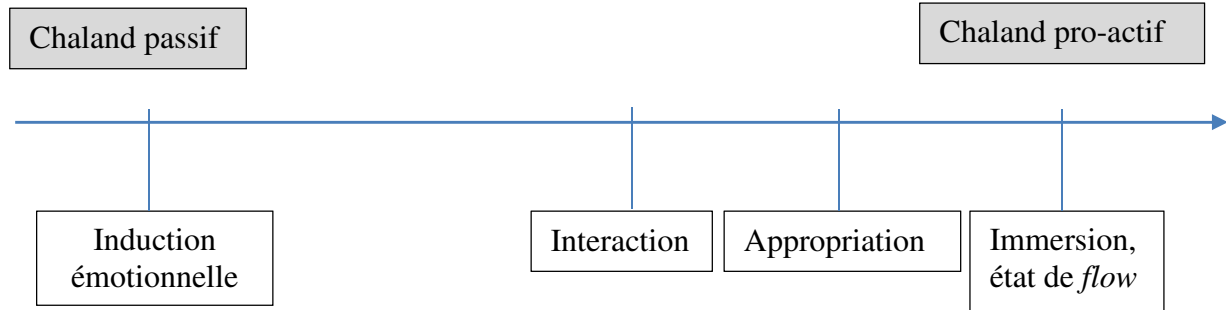 Chaland passif
Chaland pro-actif
Induction
émotionnelle
Interaction
Appropriation
Immersion,
état de flow